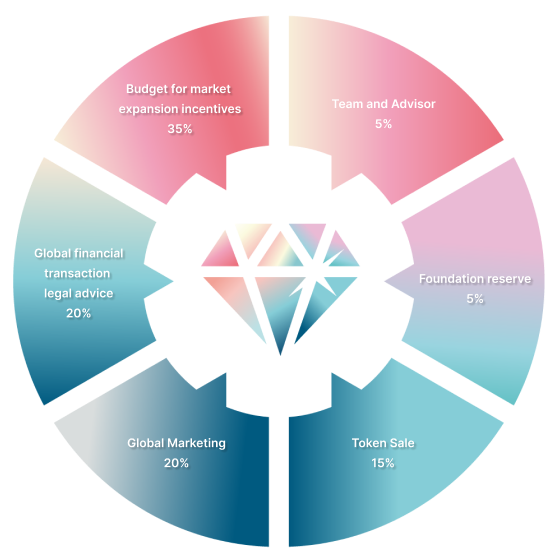 Budget for market
expansion incentives
35%
Team and Advisor
5%
Global financial
transaction
legal advice
20%
Foundation reserve
5%
Global Marketing
20%
Token Sale
15%